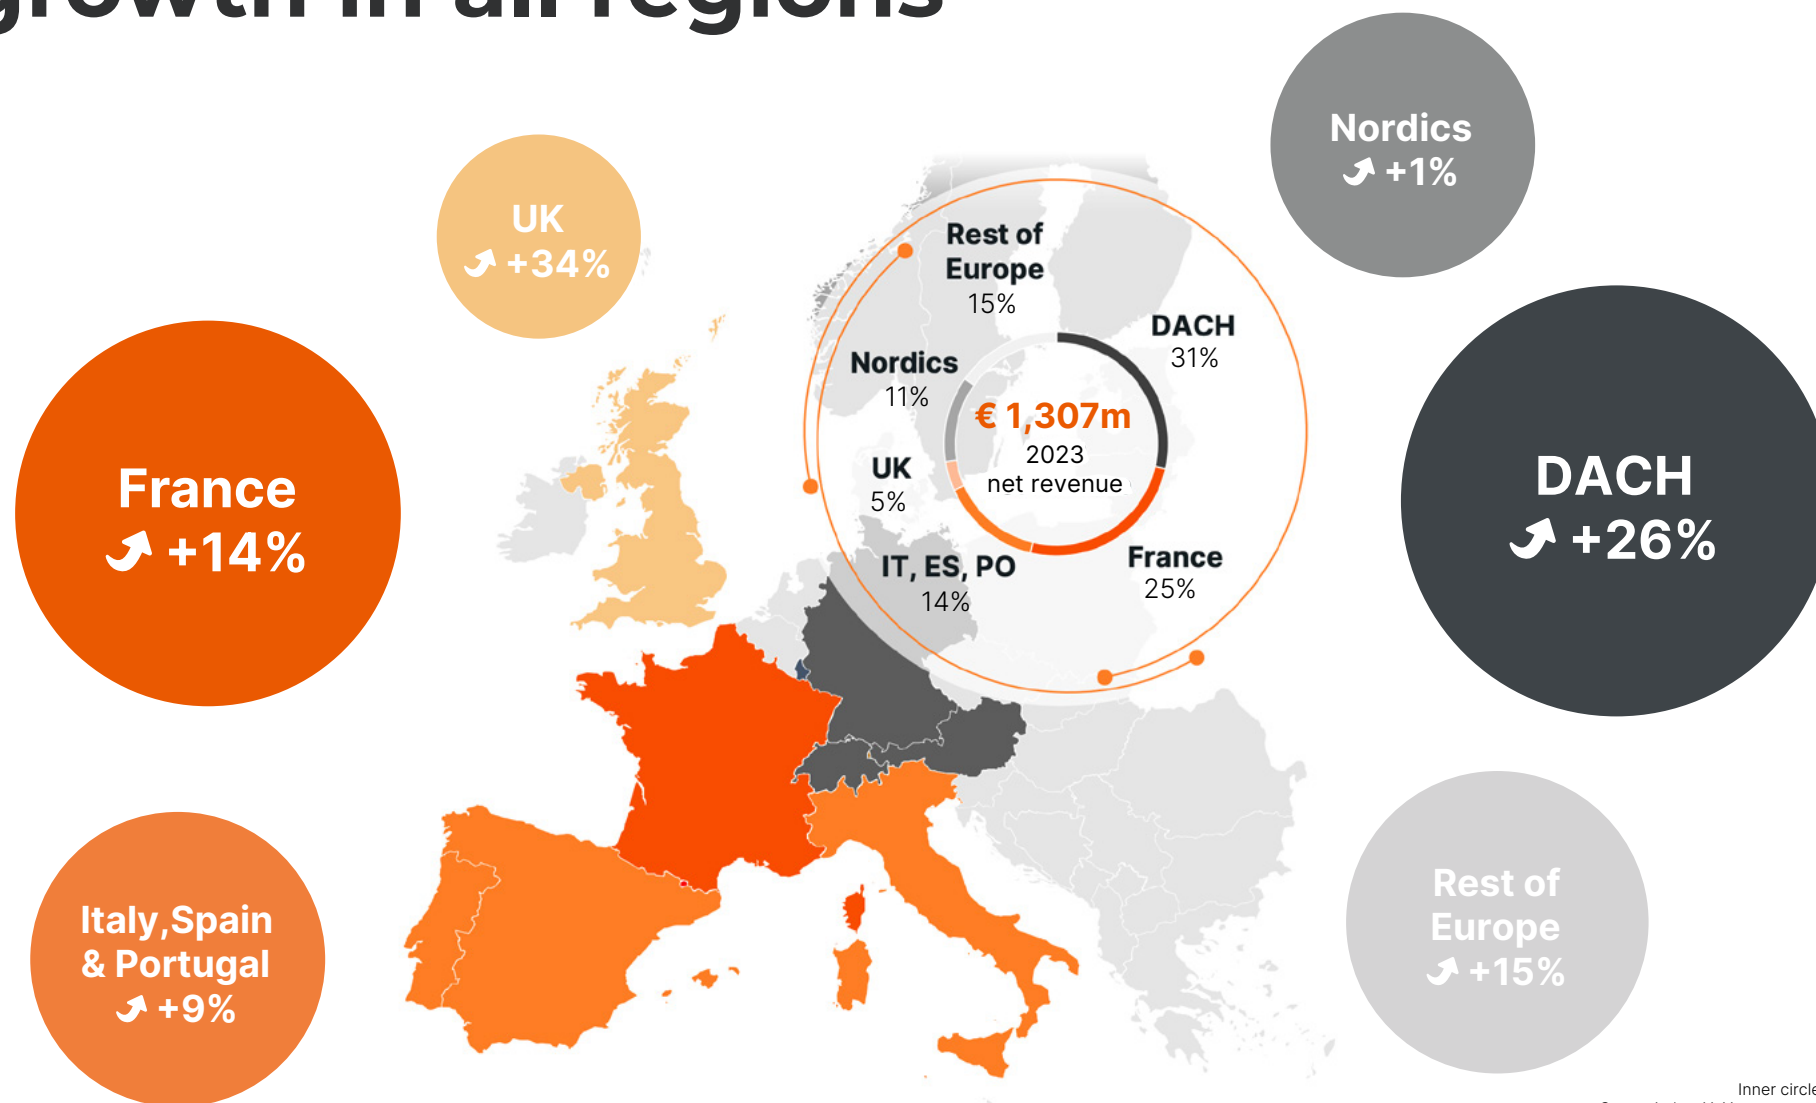 growth in all regions
Nordics
+1%
UK
+34%
Rest of
Europe
15%
DACH
31%
Nordics
11%
€ 1,307m
2023
net revenue
UK
5%
IT, ES, PO
14%
France
25%
France
+14%
DACH
+26%
Italy,Spain
& Portugal
+9%
Rest of
Europe
+15%
Inner circle